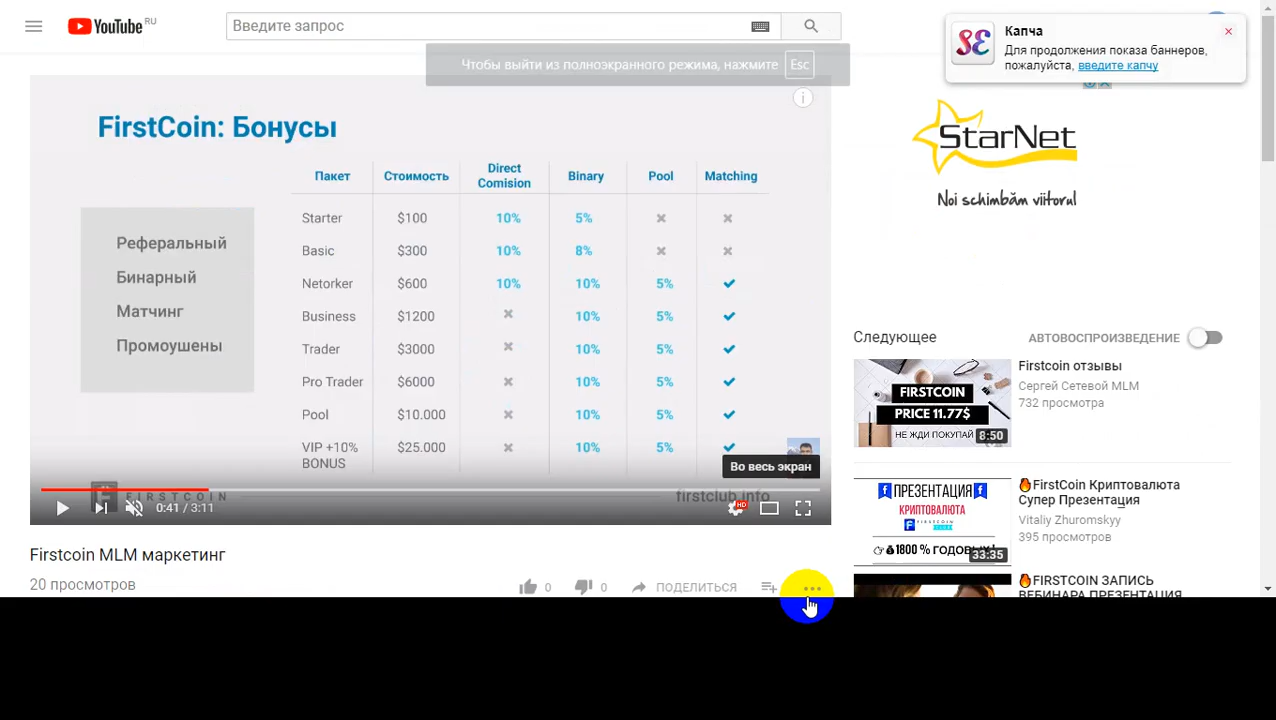 YouTube RU
Введите запрос
Капча
Для продолжения показа баннеров,
пожалуйста, введите капчу
Чтобы выйти из полноэкранного режима, нажмите Esc
FirstCoin: Бонусы
Пакет Стоимость Direct Comision Binary Pool Matching
Starter $100 10% 5%
Basic $300 10% 8%
Netorker $600 10% 10% 5%
Business $1200 10% 5%
Trader $3000 10% 5%
Pro Trader $6000 10% 5%
Pool $10.000 10% 5%
VIP +10% $25.000 10% 5%
BONUS
Реферальный
Бинарный
Матчинг
Промоушены
Во весь экран
FIRSTCOIN
firstclub.info
0:41 / 3:11
HD
Firstcoin MLM маркетинг
20 просмотров
0 0 ПОДЕЛИТЬСЯ
StarNet
Noi schimbăm viitorul
Следующее АВТОВОСПРОИЗВЕДЕНИЕ
FIRSTCOIN
PRICE 11.77$
НЕ ЖДИ ПОКУПАЙ
8:50
Firstcoin отзывы
Сергей Сетевой MLM
732 просмотра
ПРЕЗЕНТАЦИЯ
КРИПТОВАЛЮТА
1800 % ГОДОВЫХ
33:35
🔥FirstCoin Криптовалюта
Супер Презентация
Vitaliy Zhuromskyy
395 просмотров
🔥FIRSTCOIN ЗАПИСЬ
ВЕБИНАРА ПРЕЗЕНТАЦИЯ